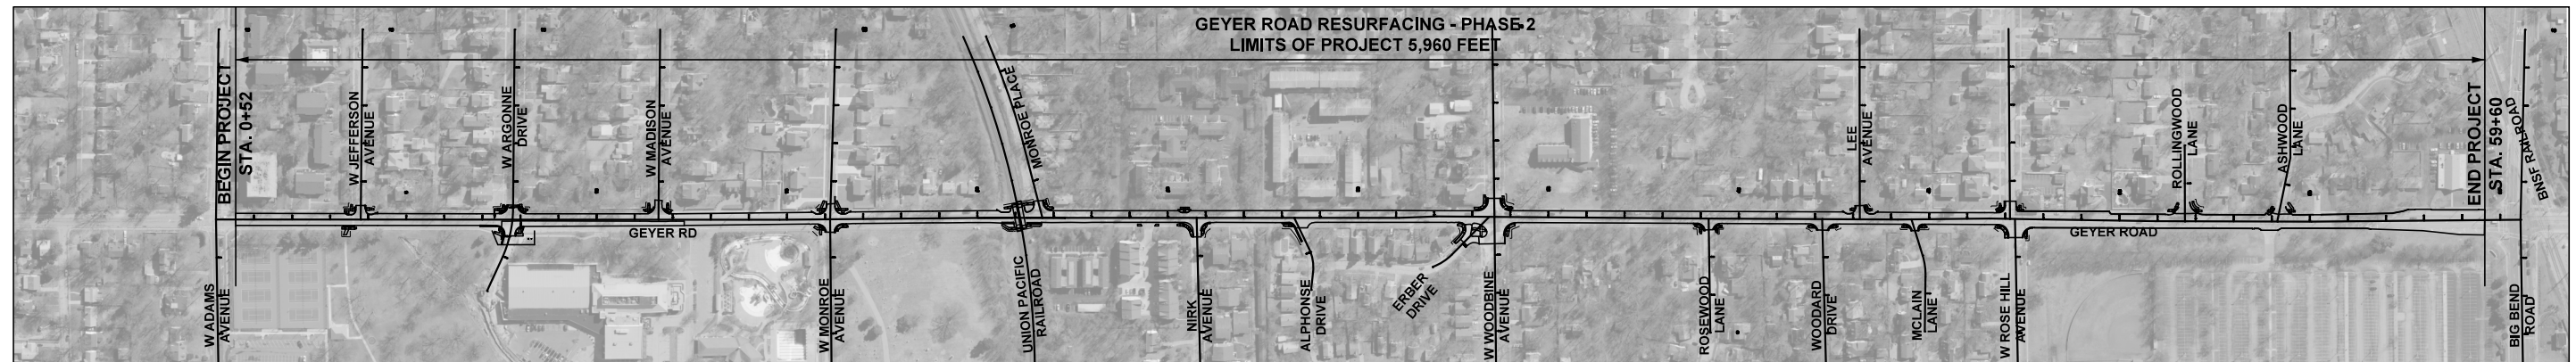 GEYER ROAD RESURFACING - PHASE 2
LIMITS OF PROJECT 5,960 FEET
BEGIN PROJECT
STA. 0+52
W JEFFERSON
AVENUE
W ARGONNE
DRIVE
W MADISON
AVENUE
MONROE PLACE
LEE
AVENUE
ROLLINGWOOD
LANE
ASHWOOD
LANE
END PROJECT
STA. 59+60
BNSF RAILROAD
GEYER RD
GEYER ROAD
W ADAMS
AVENUE
W MONROE
AVENUE
UNION PACIFIC
RAILROAD
NIRK
AVENUE
ALPHONSE
DRIVE
ERBER
DRIVE
W WOODBINE
AVENUE
ROSEWOOD
LANE
WOODARD
DRIVE
MCLAIN
LANE
W ROSE HILL
AVENUE
BIG BEND
ROAD